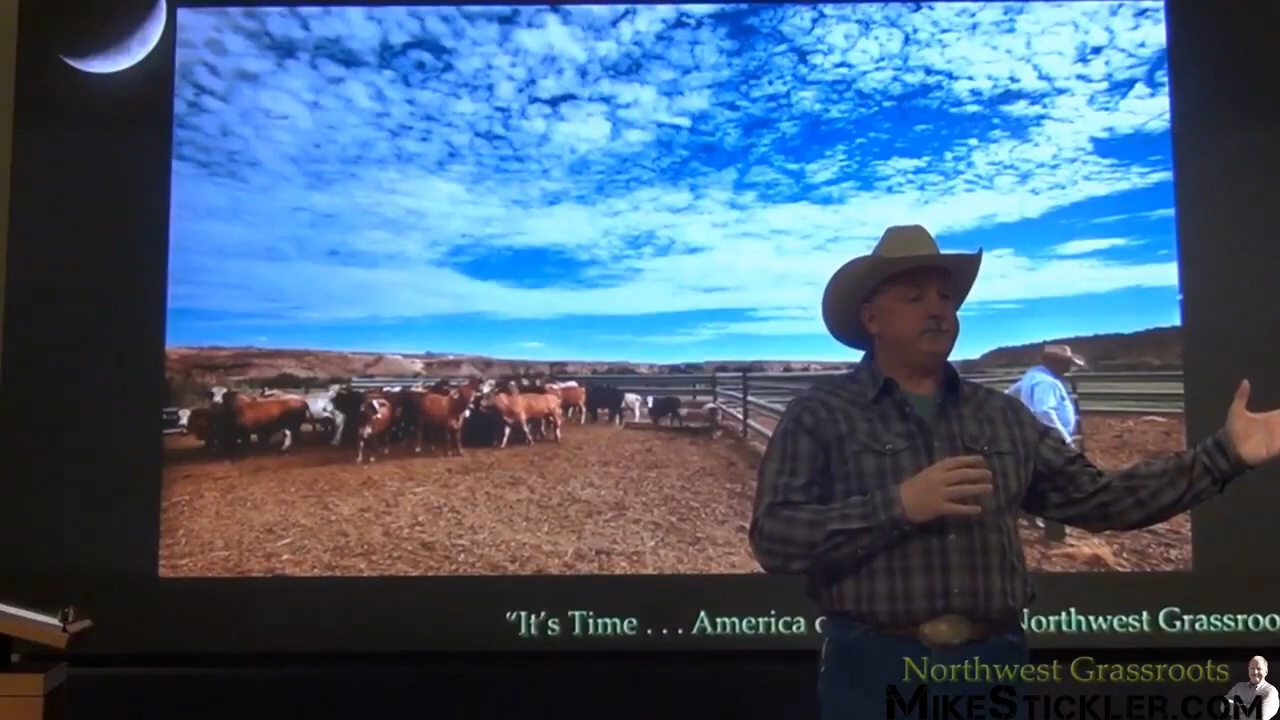 "It's Time . . . America
Northwest Grassroo
Northwest Grassroots
MikeStickler.com